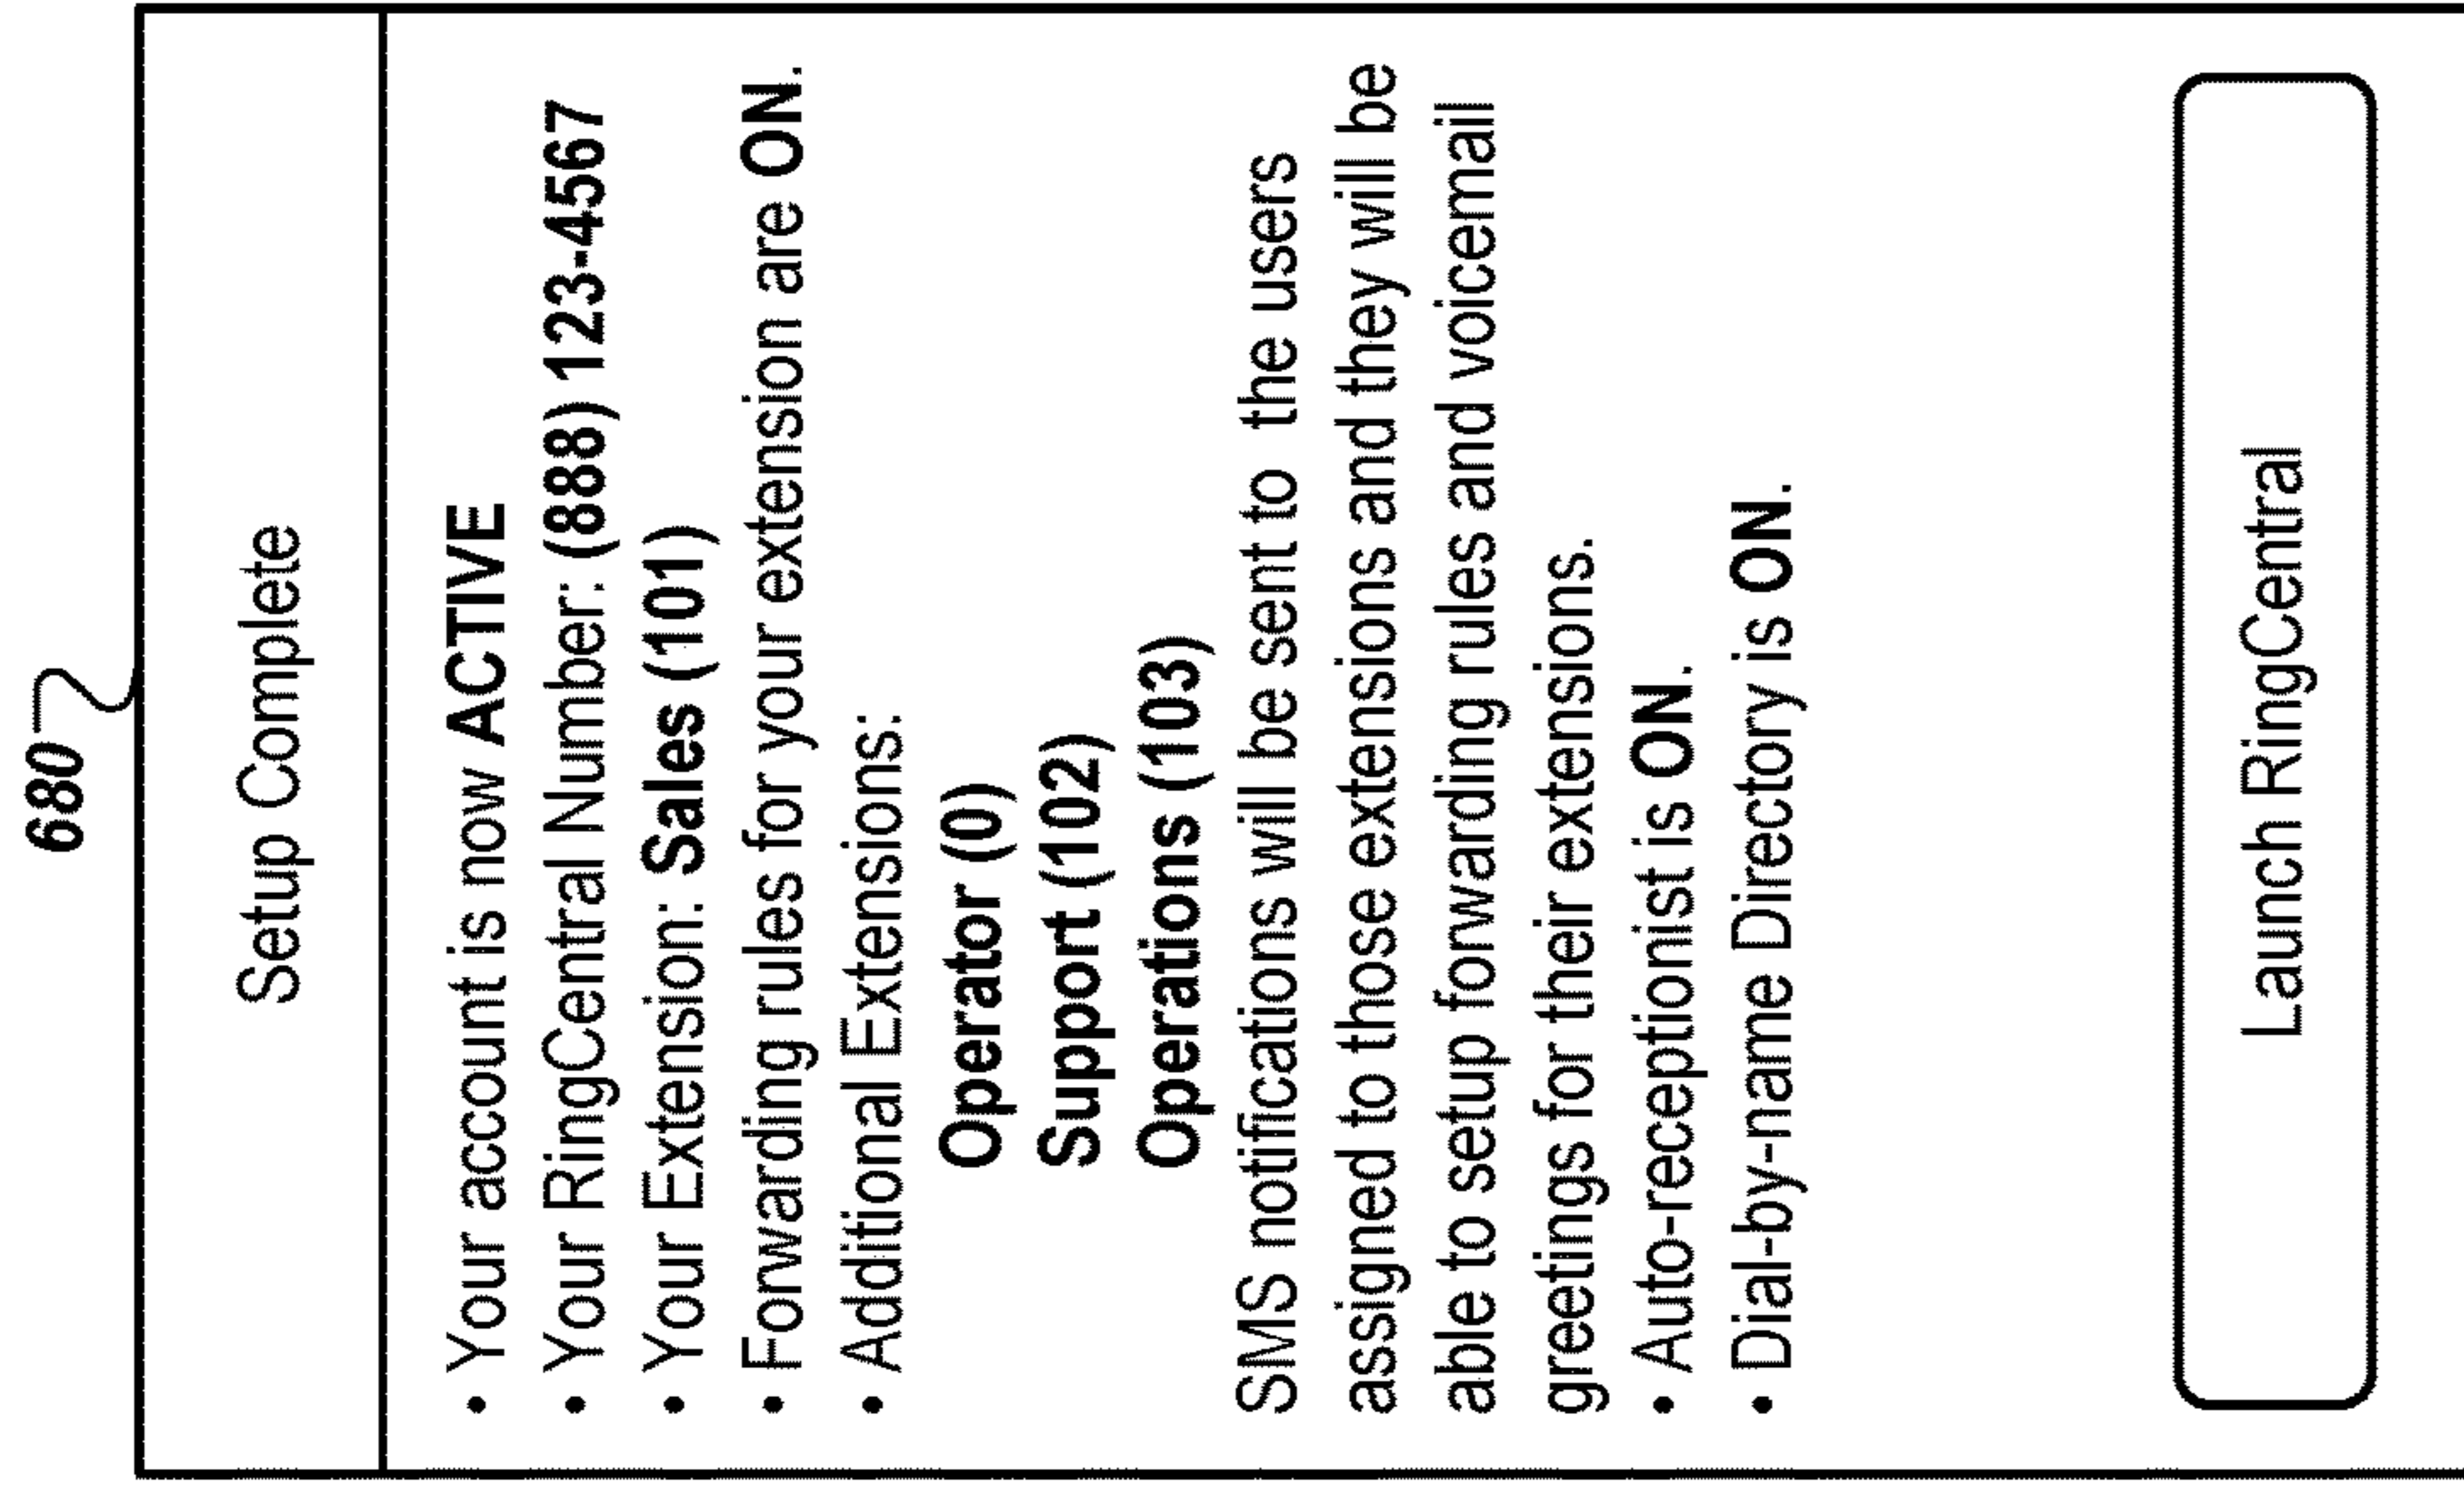 680
Setup Complete
• Your account is now ACTIVE
• Your RingCentral Number: (888) 123-4567
• Your Extension: Sales (101)
• Forwarding rules for your extension are ON.
• Additional Extensions:
Operator (0)
Support (102)
Operations (103)
SMS notifications will be sent to the users
assigned to those extensions and they will be
able to setup forwarding rules and voicemail
greetings for their extensions.
• Auto-receptionist is ON.
• Dial-by-name Directory is ON.
Launch RingCentral